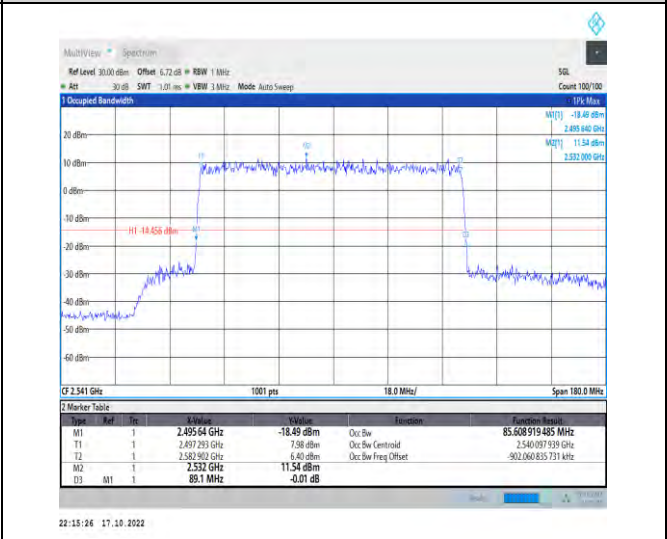 MultiView Spectrum
Ref Level 30.00 dBm Offset 6.72 dB RBW 1 MHz SGL
Att 30 dB SWT 1.01 ms VBW 3 MHz Mode Auto Sweep Count 100/100
1 Occupied Bandwidth 1Pk Max
M1[1] -18.49 dBm
2.495 640 GHz
M2[1] 11.54 dBm
2.532 000 GHz
20 dBm
M2
T1
T2
10 dBm
0 dBm
-10 dBm
H1 -14.456 dBm
M1
D3
-20 dBm
-30 dBm
-40 dBm
-50 dBm
-60 dBm
CF 2.541 GHz 1001 pts 18.0 MHz/ Span 180.0 MHz
2 Marker Table
Type Ref Trc X-Value Y-Value Function Function Result
M1 1 2.49564 GHz -18.49 dBm Occ Bw 85.608919485 MHz
T1 1 2.497 293 GHz 7.98 dBm Occ Bw Centroid 2.540 097 939 GHz
T2 1 2.582 902 GHz 6.40 dBm Occ Bw Freq Offset -902.060 835 731 kHz
M2 1 2.532 GHz 11.54 dBm
D3 M1 1 89.1 MHz -0.01 dB
22:15:26 17.10.2022